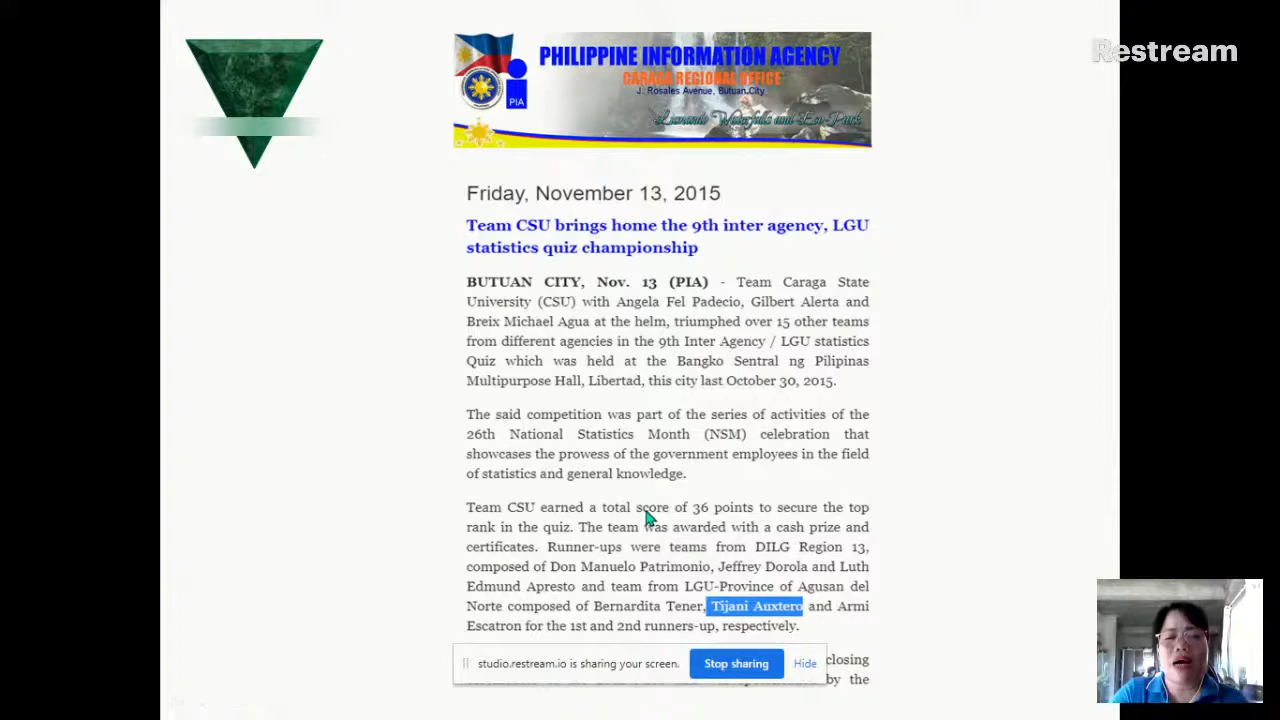 Restream
PHILIPPINE INFORMATION AGENCY
CARAGA REGIONAL OFFICE
J. Rosales Avenue, Butuan City
PIA
Friday, November 13, 2015
Team CSU brings home the 9th inter agency, LGU
statistics quiz championship
BUTUAN CITY, Nov. 13 (PIA) - Team Caraga State
University (CSU) with Angela Fel Padecio, Gilbert Alerta and
Breix Michael Agua at the helm, triumphed over 15 other teams
from different agencies in the 9th Inter Agency / LGU statistics
Quiz which was held at the Bangko Sentral ng Pilipinas
Multipurpose Hall, Libertad, this city last October 30, 2015.
The said competition was part of the series of activities of the
26th National Statistics Month (NSM) celebration that
showcases the prowess of the government employees in the field
of statistics and general knowledge.
Team CSU earned a total score of 36 points to secure the top
rank in the quiz. The team was awarded with a cash prize and
certificates. Runner-ups were teams from DILG Region 13,
composed of Don Manuelo Patrimonio, Jeffrey Dorola and Luth
Edmund Apresto and team from LGU-Province of Agusan del
Norte composed of Bernardita Tener, Tijani Auxtero and Armi
Escatron for the 1st and 2nd runners-up, respectively.
studio.restream.io is sharing your screen. Stop sharing Hide
closing
by the